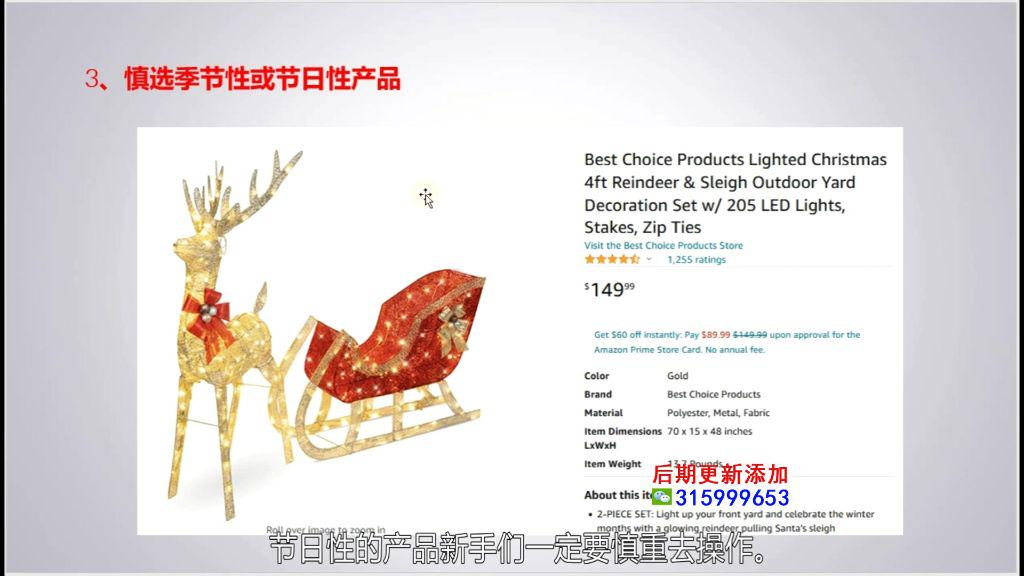 3、慎选季节性或节日性产品
Best Choice Products Lighted Christmas
4ft Reindeer & Sleigh Outdoor Yard
Decoration Set w/ 205 LED Lights,
Stakes, Zip Ties
Visit the Best Choice Products Store
1,255 ratings
$149.99
Get $60 off instantly: Pay $89.99 $149.99 upon approval for the
Amazon Prime Store Card. No annual fee.
Color Gold
Brand Best Choice Products
Material Polyester, Metal, Fabric
Item Dimensions 70 x 15 x 48 inches
LxWxH
Item Weight 13.7 Pounds
后期更新添加
315999653
About this ite
• 2-PIECE SET: Light up your front yard and celebrate the winter
months with a glowing reindeer pulling Santa's sleigh
Roll over image to zoom in
节日性的产品新手们一定要慎重去操作。